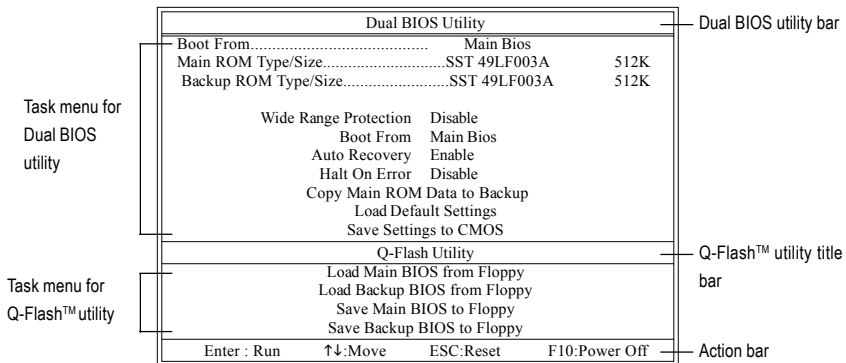 Dual BIOS Utility
Boot From.......................................... Main Bios
Main ROM Type/Size.............................SST 49LF003A 512K
Backup ROM Type/Size.........................SST 49LF003A 512K
Wide Range Protection Disable
Boot From Main Bios
Auto Recovery Enable
Halt On Error Disable
Copy Main ROM Data to Backup
Load Default Settings
Save Settings to CMOS
Q-Flash Utility
Load Main BIOS from Floppy
Load Backup BIOS from Floppy
Save Main BIOS to Floppy
Save Backup BIOS to Floppy
Enter : Run ↑↓:Move ESC:Reset F10:Power Off
Task menu for
Dual BIOS
utility
Task menu for
Q-Flash™ utility
Dual BIOS utility bar
Q-Flash™ utility title
bar
Action bar